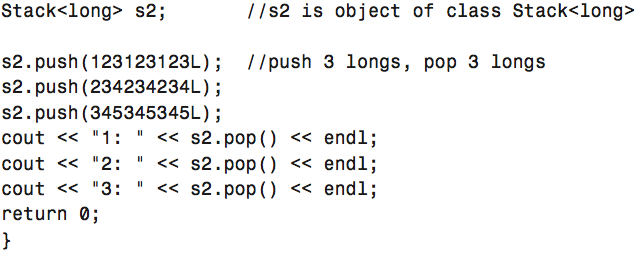 Stack<long> s2;       //s2 is object of class Stack<long>
s2.push(123123123L);  //push 3 longs, pop 3 longs
s2.push(234234234L);
s2.push(345345345L);
cout << "1: " << s2.pop() << endl;
cout << "2: " << s2.pop() << endl;
cout << "3: " << s2.pop() << endl;
return 0;
}